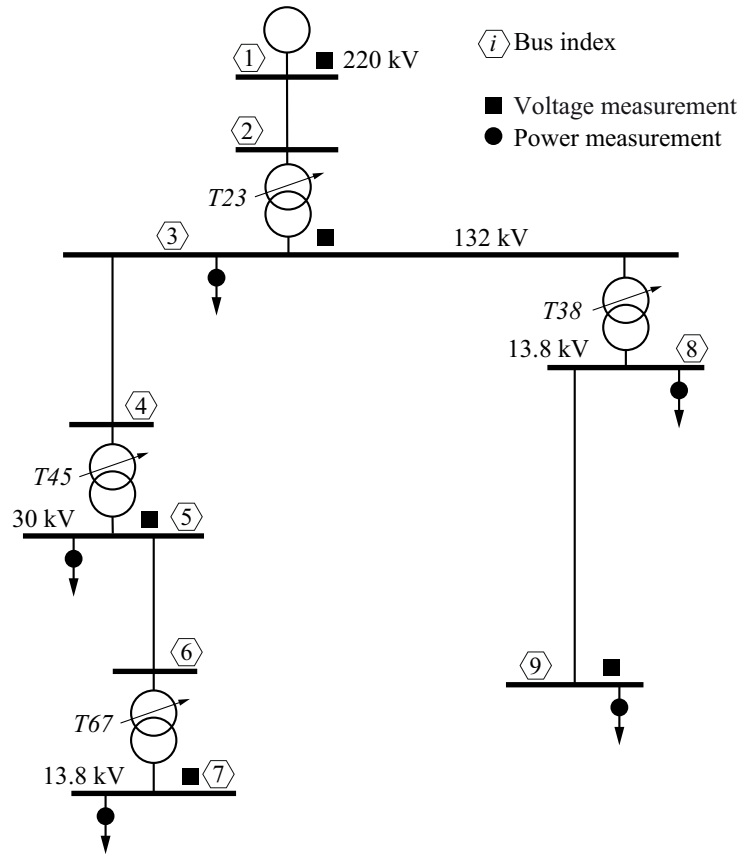 1
220 kV
i Bus index
Voltage measurement
Power measurement
2
T23
3
132 kV
T38
13.8 kV
8
4
T45
30 kV
5
6
9
T67
13.8 kV
7